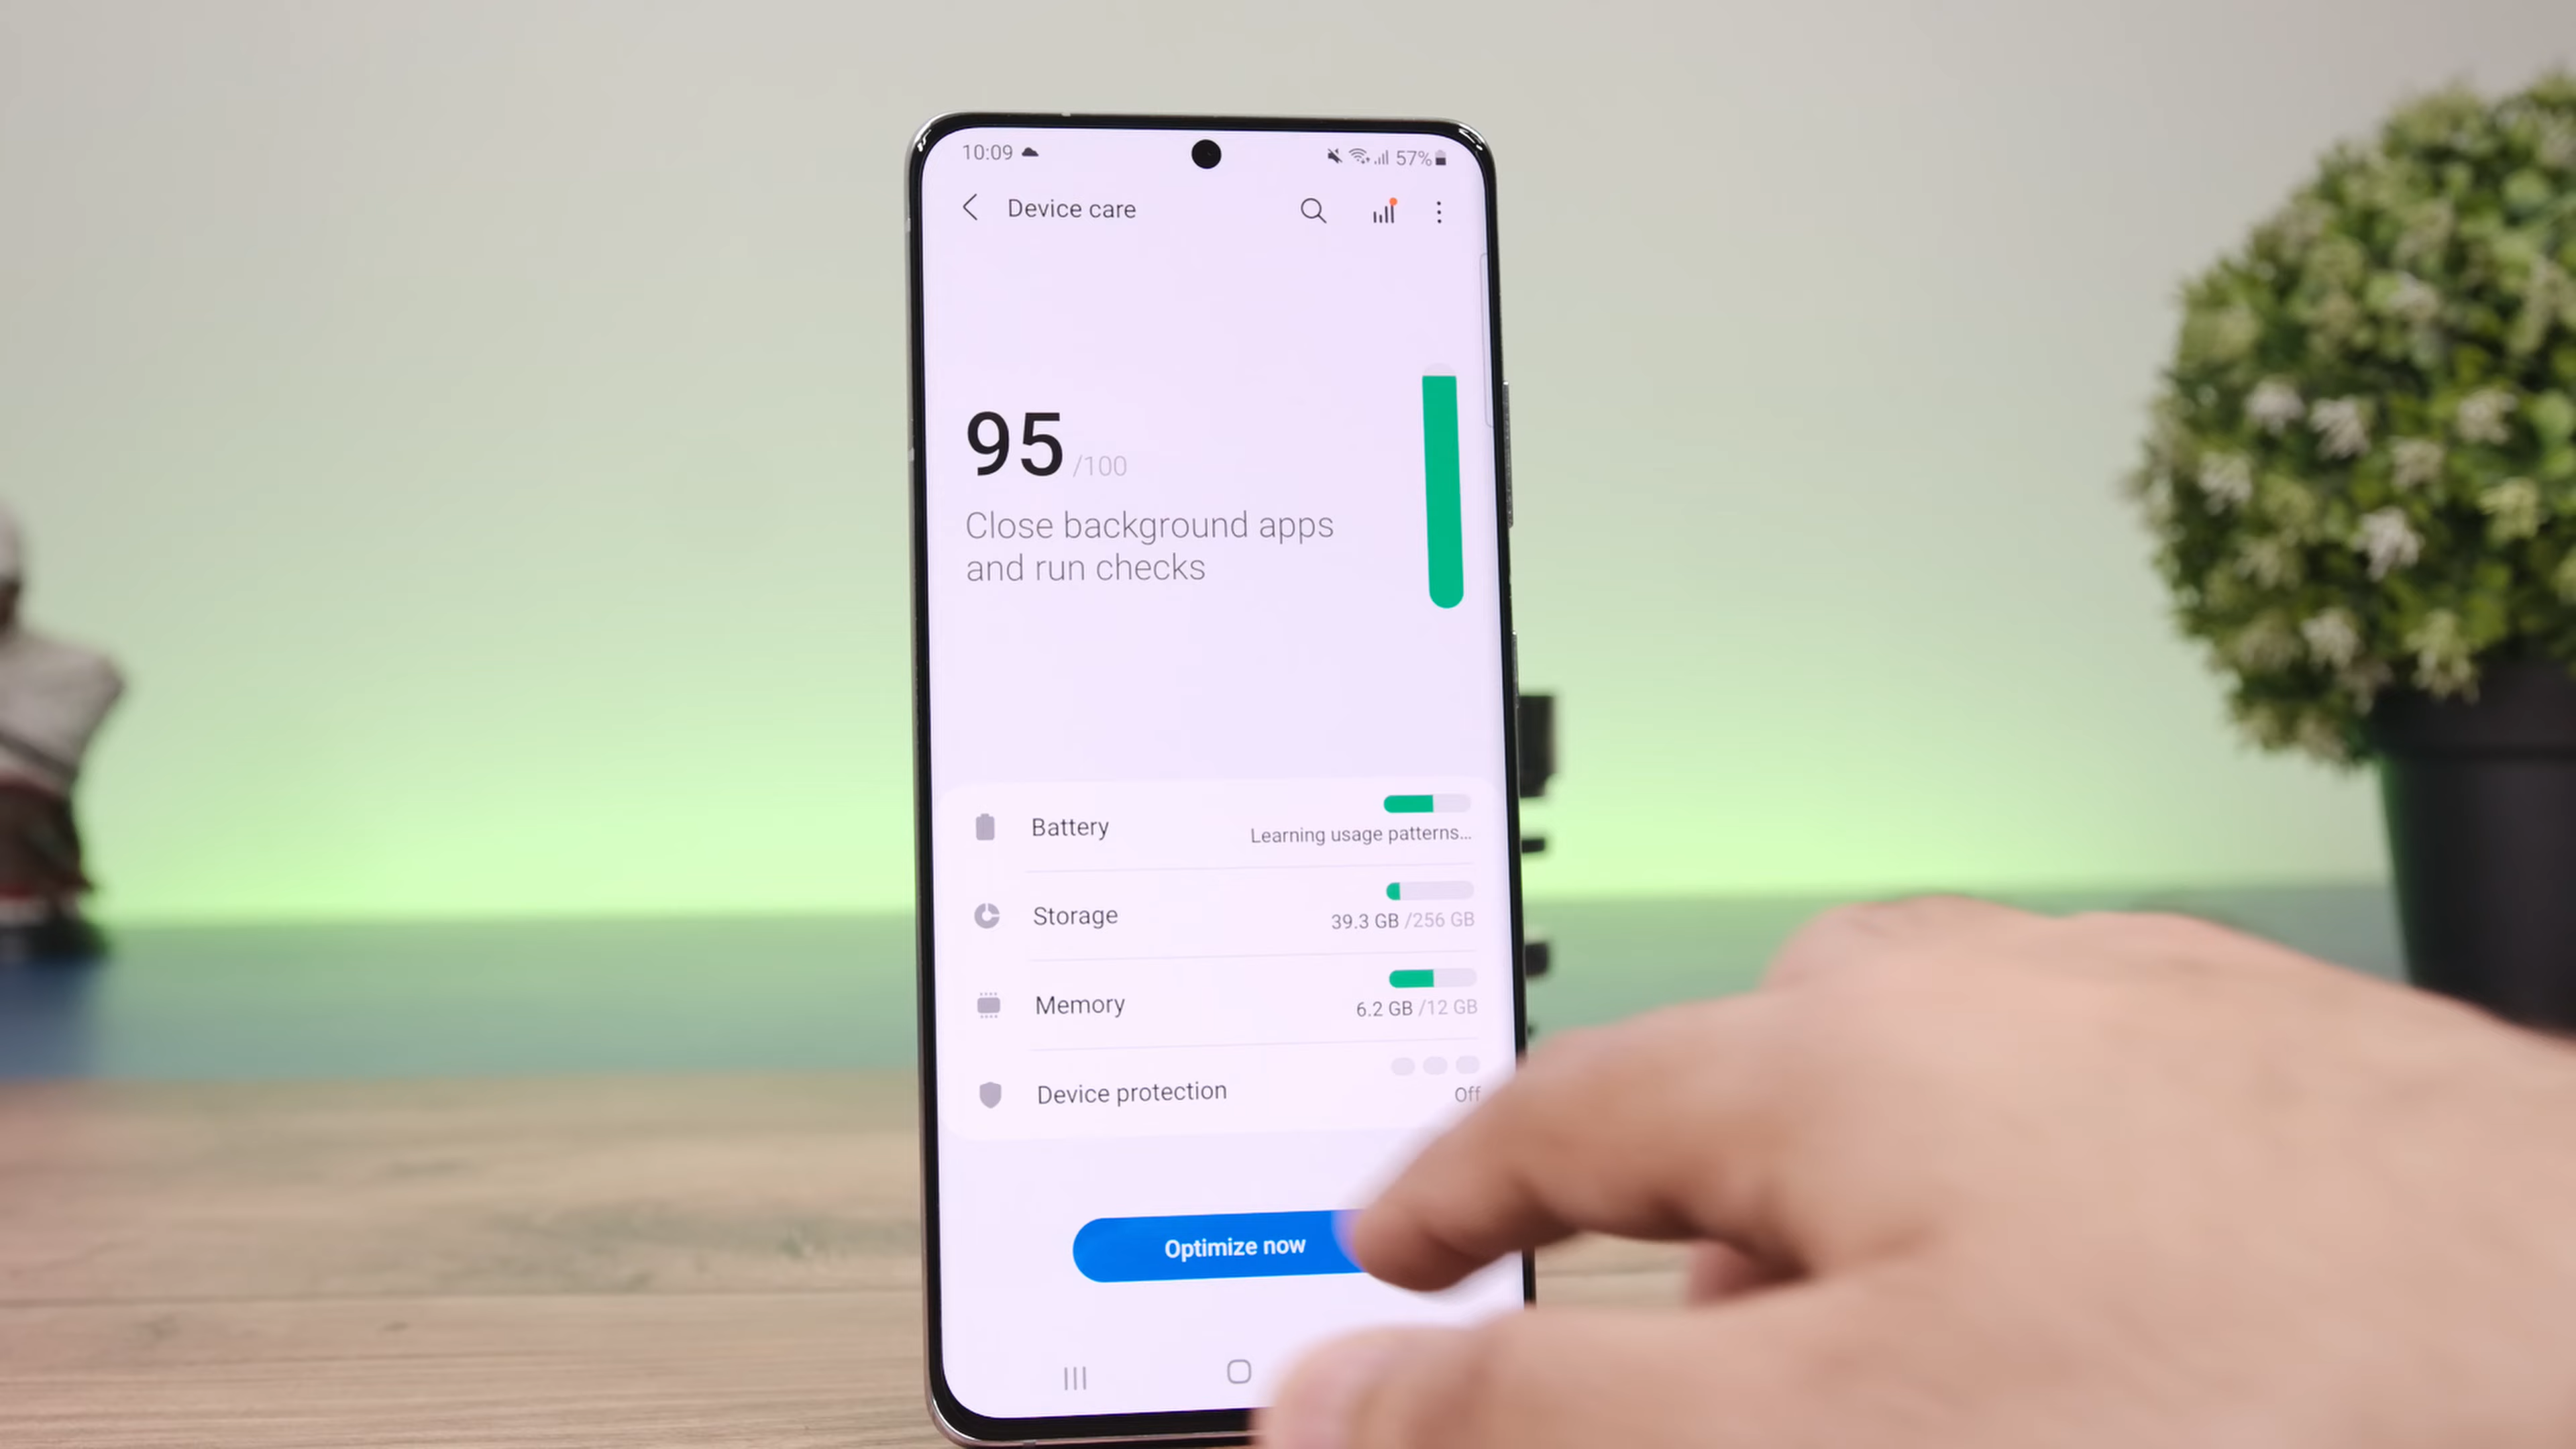 10:09
57%
Device care
95 /100
Close background apps
and run checks
Battery
Learning usage patterns...
Storage
39.3 GB /256 GB
Memory
6.2 GB /12 GB
Device protection
Off
Optimize now